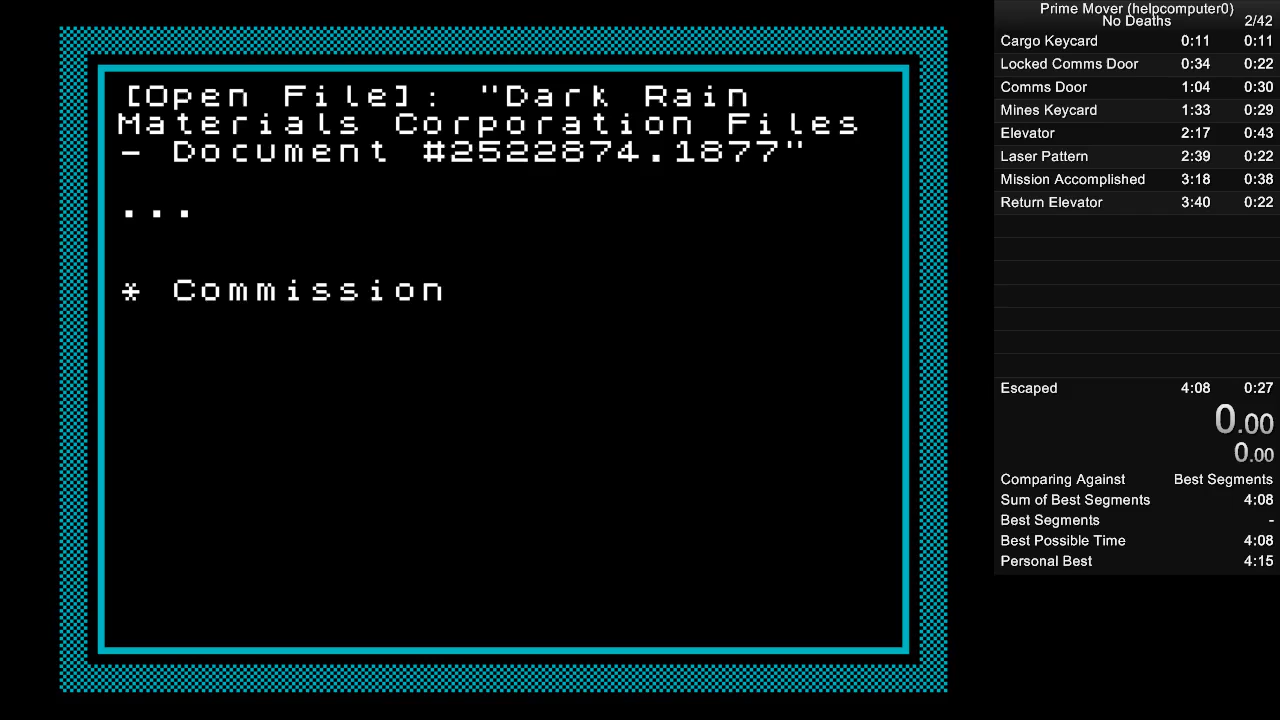 [Open File]: "Dark Rain
Materials Corporation Files
- Document #2522874.1877"
...
* Commission
Prime Mover (helpcomputer0)
No Deaths 2/42
Cargo Keycard 0:11 0:11
Locked Comms Door 0:34 0:22
Comms Door 1:04 0:30
Mines Keycard 1:33 0:29
Elevator 2:17 0:43
Laser Pattern 2:39 0:22
Mission Accomplished 3:18 0:38
Return Elevator 3:40 0:22
Escaped 4:08 0:27
0.00
0.00
Comparing Against Best Segments
Sum of Best Segments 4:08
Best Segments -
Best Possible Time 4:08
Personal Best 4:15